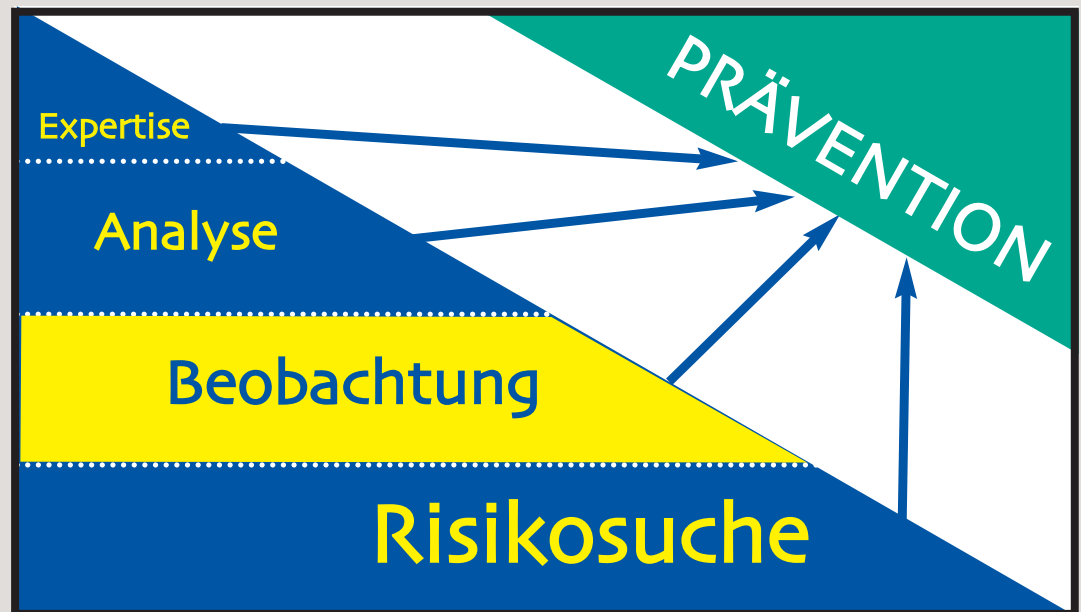 PRÄVENTION
Expertise
Analyse
Beobachtung
Risikosuche